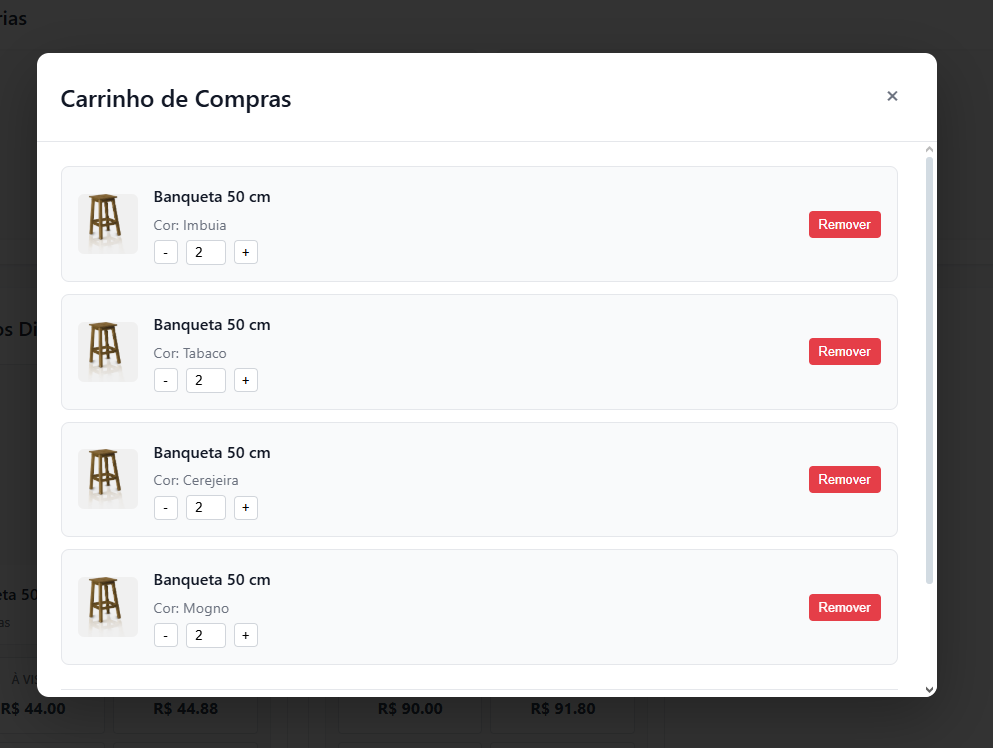 rias
Carrinho de Compras
×
Banqueta 50 cm
Cor: Imbuia
- 2 +
Remover
Banqueta 50 cm
Cor: Tabaco
- 2 +
Remover
Banqueta 50 cm
Cor: Cerejeira
- 2 +
Remover
Banqueta 50 cm
Cor: Mogno
- 2 +
Remover
os Di
eta 50
as
À VIS
R$ 44.00 R$ 44.88 R$ 90.00 R$ 91.80